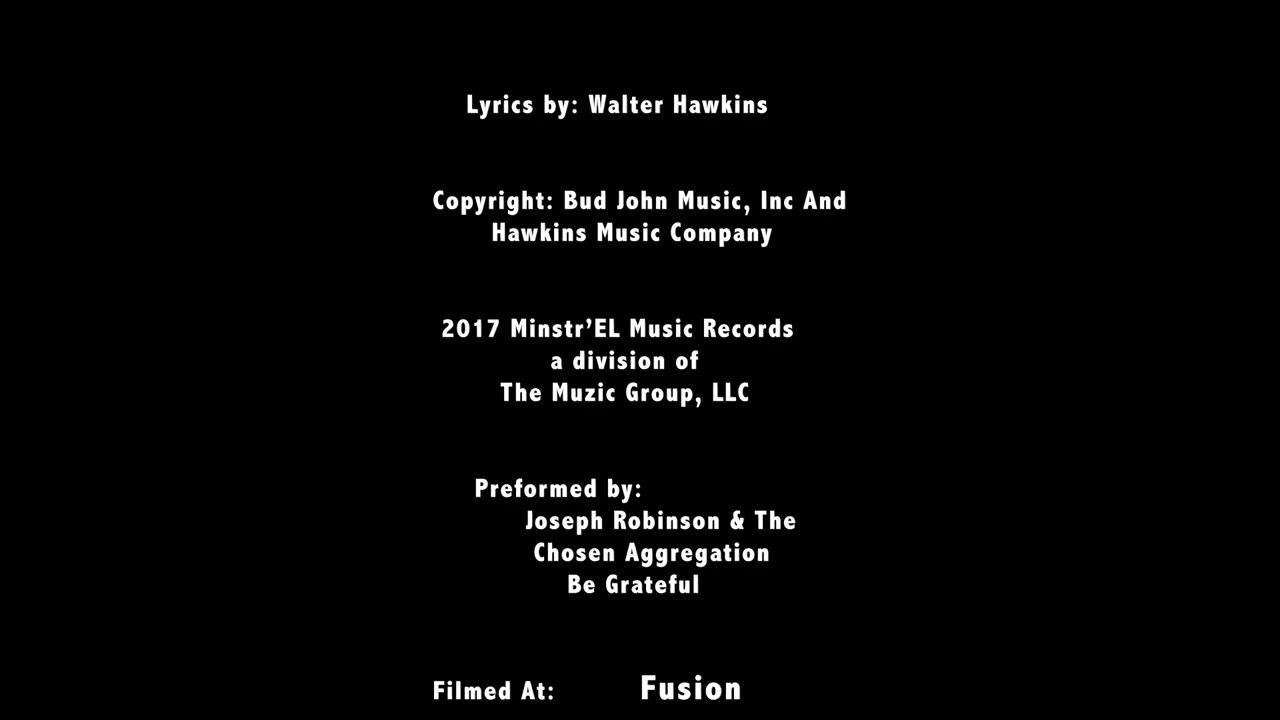 Lyrics by: Walter Hawkins
Copyright: Bud John Music, Inc And
Hawkins Music Company
2017 Minstr’EL Music Records
a division of
The Muzic Group, LLC
Preformed by:
Joseph Robinson & The
Chosen Aggregation
Be Grateful
Filmed At: Fusion